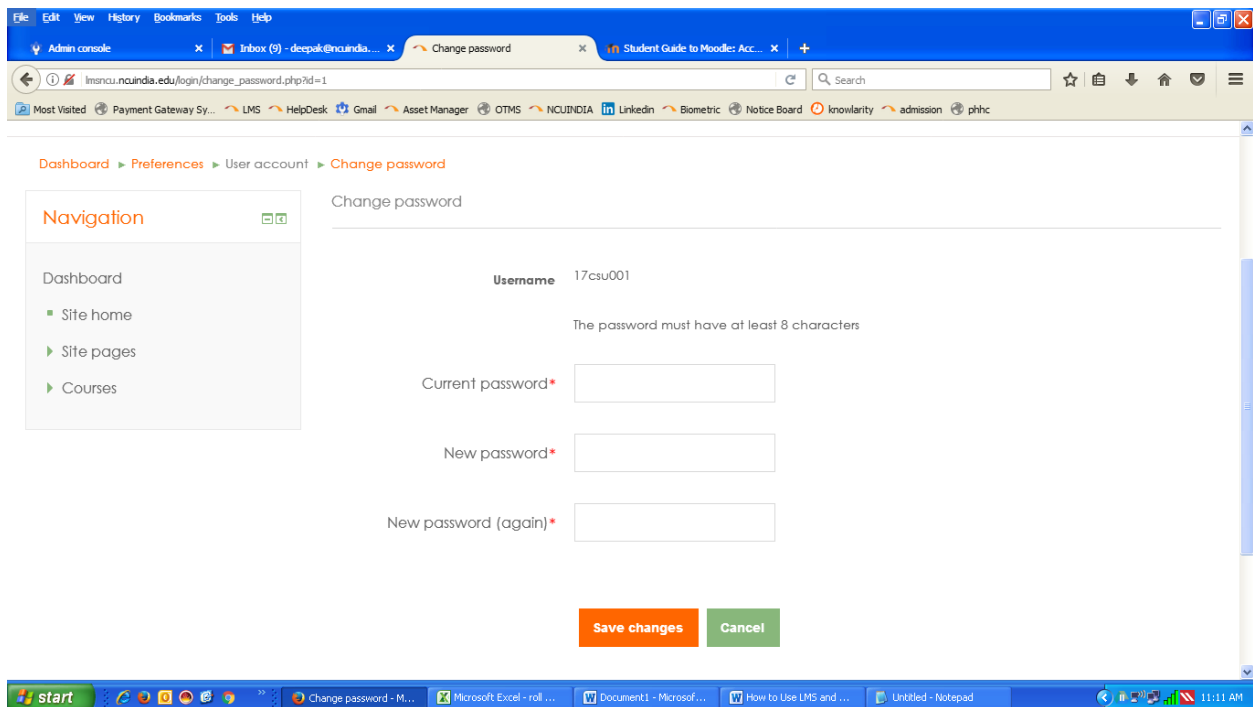 File Edit View History Bookmarks Tools Help
Admin console Inbox (9) - deepak@ncuindia.... Change password Student Guide to Moodle: Acc...
lmsncu.ncuindia.edu/login/change_password.php?id=1 Search
Most Visited Payment Gateway Sy... LMS HelpDesk Gmail Asset Manager OTMS NCUINDIA Linkedin Biometric Notice Board knowlarity admission phhc
Dashboard Preferences User account Change password
Navigation
Change password
Dashboard
Site home
Site pages
Courses
Username 17csu001
The password must have at least 8 characters
Current password*
New password*
New password (again)*
Save changes Cancel
start Change password - M... Microsoft Excel - roll ... Document1 - Microsof... How to Use LMS and ... Untitled - Notepad 11:11 AM